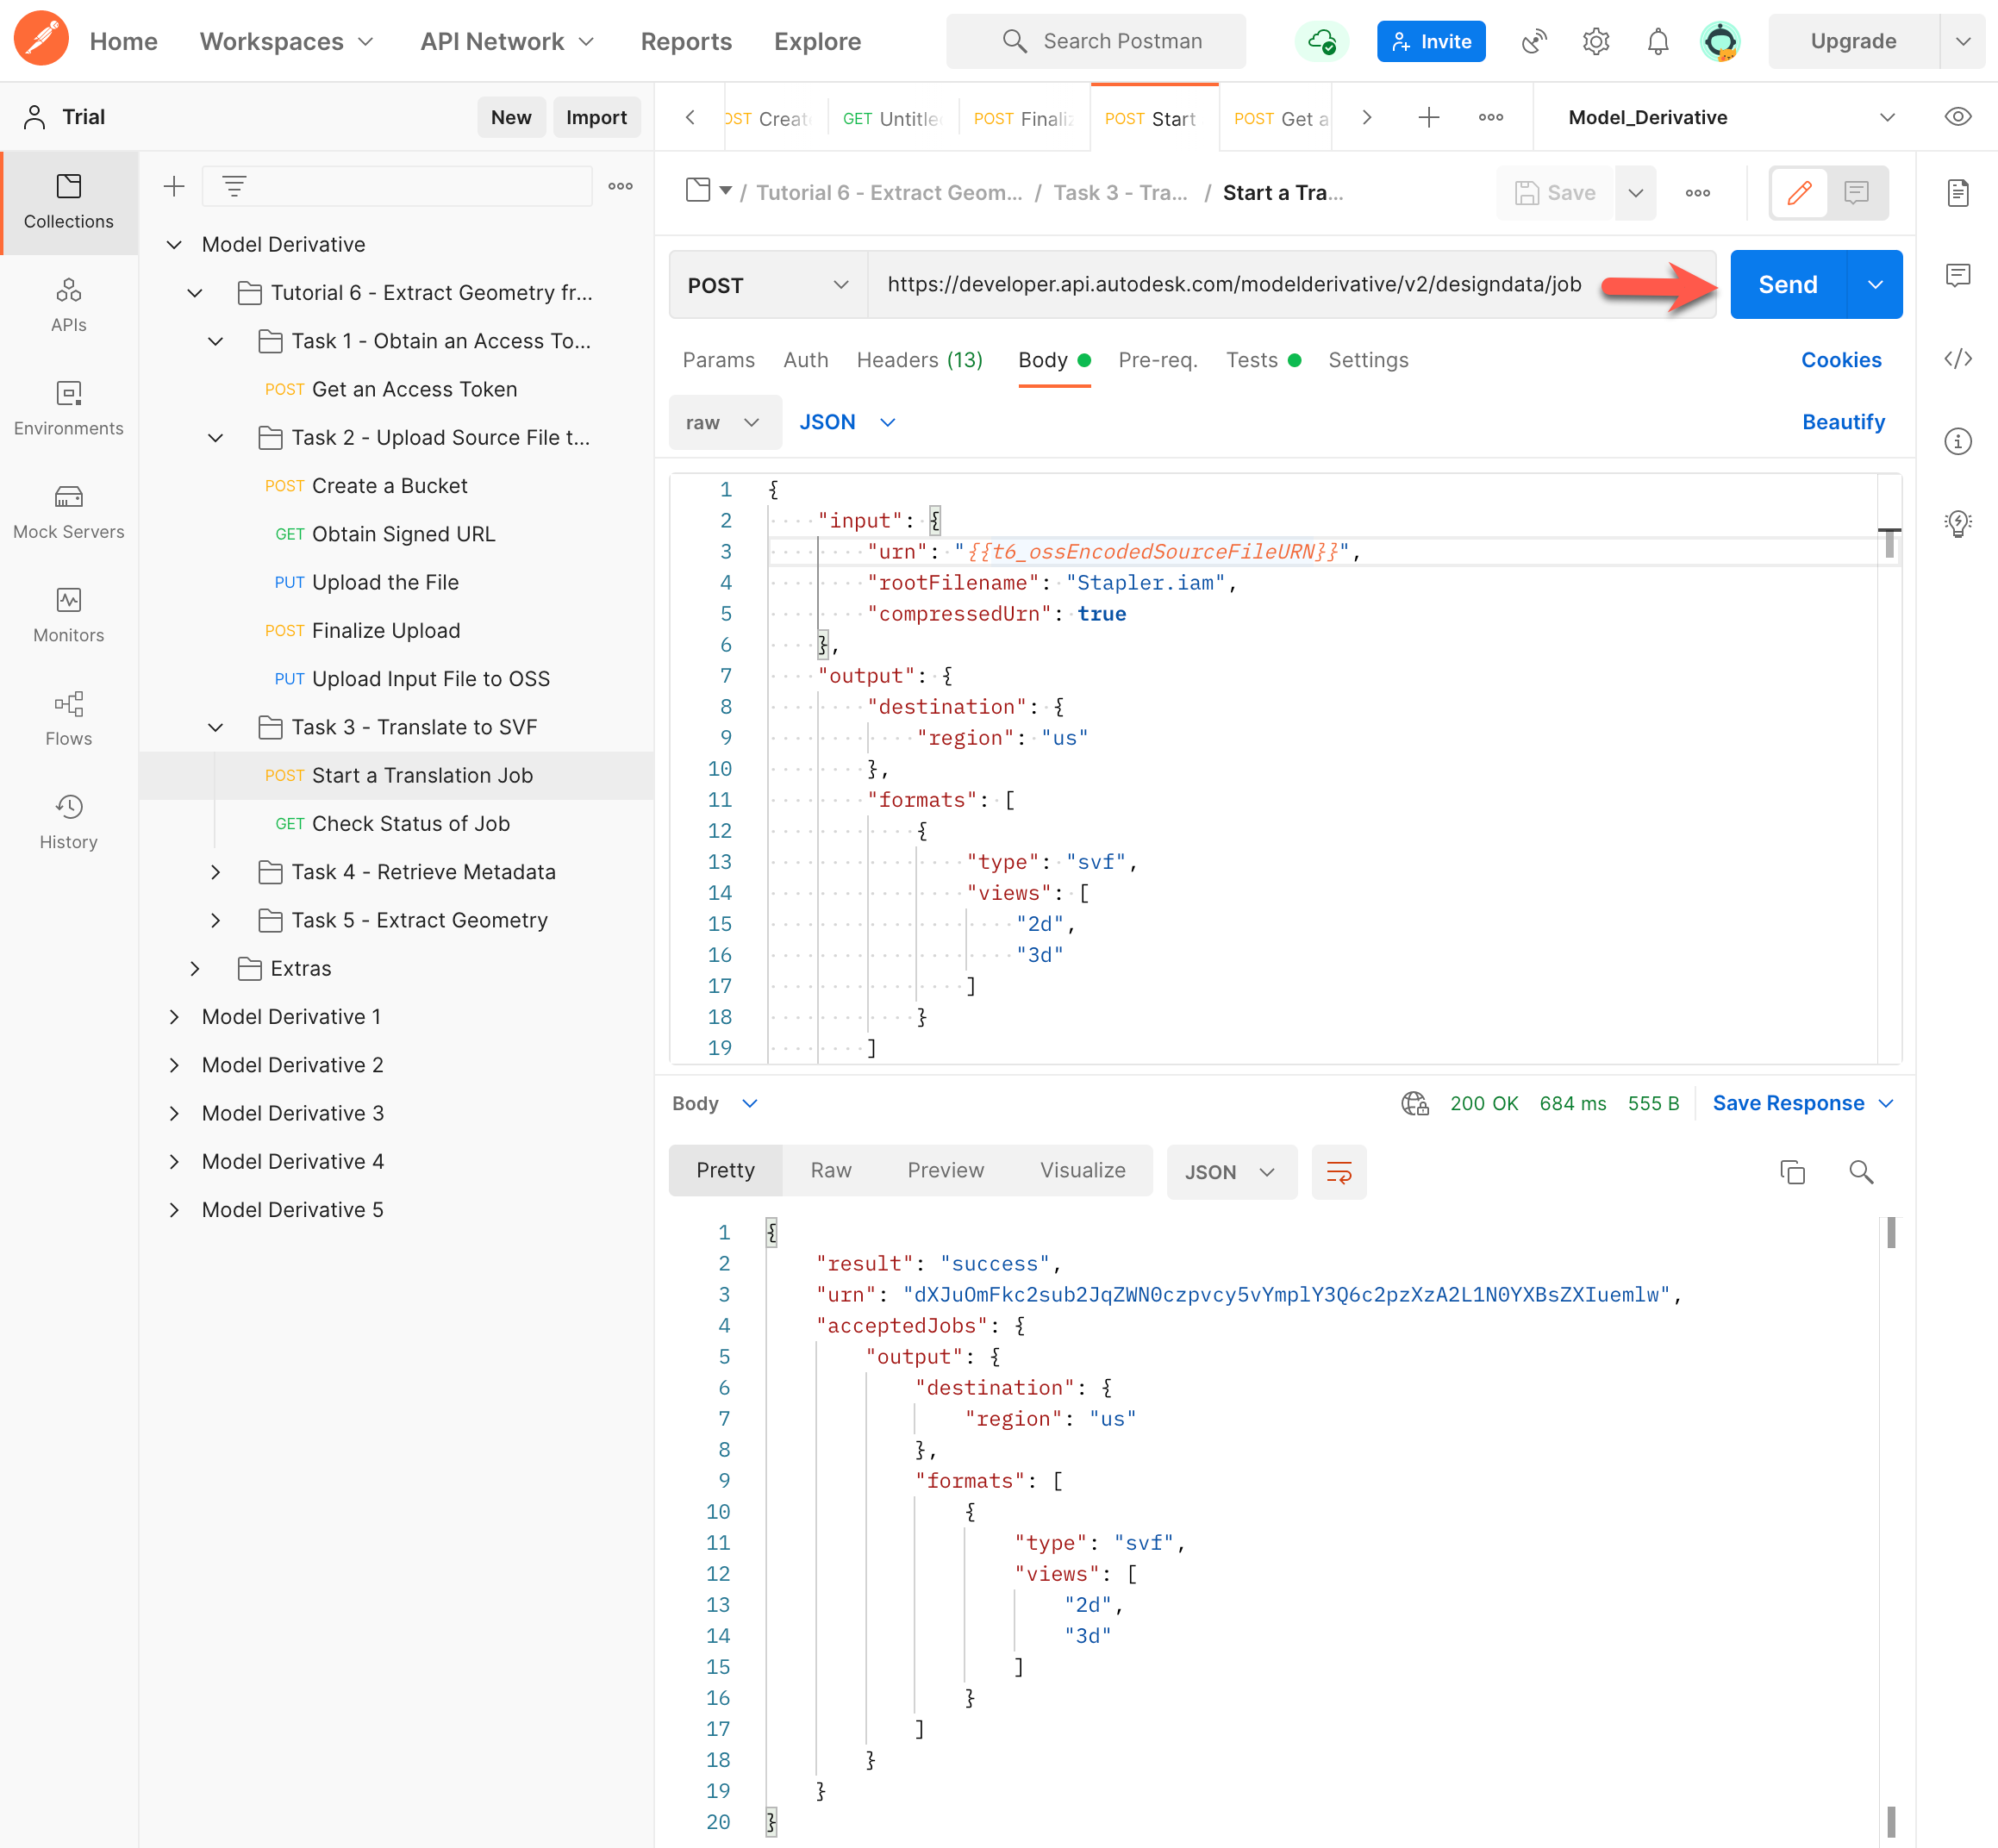 Home
Workspaces
API Network
Reports
Explore
Search Postman
Invite
Upgrade
Trial
New
Import
Collections
APIs
Environments
Mock Servers
Monitors
Flows
History
Model Derivative
Tutorial 6 - Extract Geometry fr...
Task 1 - Obtain an Access To...
POST Get an Access Token
Task 2 - Upload Source File t...
POST Create a Bucket
GET Obtain Signed URL
PUT Upload the File
POST Finalize Upload
PUT Upload Input File to OSS
Task 3 - Translate to SVF
POST Start a Translation Job
GET Check Status of Job
Task 4 - Retrieve Metadata
Task 5 - Extract Geometry
Extras
Model Derivative 1
Model Derivative 2
Model Derivative 3
Model Derivative 4
Model Derivative 5
OST Creat
GET Untitle
POST Finaliz
POST Start
POST Get a
Model_Derivative
/ Tutorial 6 - Extract Geom... / Task 3 - Tra... / Start a Tra...
Save
POST
https://developer.api.autodesk.com/modelderivative/v2/designdata/job
Send
Params
Auth
Headers (13)
Body
Pre-req.
Tests
Settings
Cookies
raw
JSON
Beautify
1 {
2 "input": {
3 "urn": "{{t6_ossEncodedSourceFileURN}}",
4 "rootFilename": "Stapler.iam",
5 "compressedUrn": true
6 },
7 "output": {
8 "destination": {
9 "region": "us"
10 },
11 "formats": [
12 {
13 "type": "svf",
14 "views": [
15 "2d",
16 "3d"
17 ]
18 }
19 ]
Body
200 OK
684 ms
555 B
Save Response
Pretty
Raw
Preview
Visualize
JSON
1 {
2 "result": "success",
3 "urn": "dXJuOmFkc2sub2JqZWN0czpvcy5vYmplY3Q6c2pzXzA2L1N0YXBsZXIuemlw",
4 "acceptedJobs": {
5 "output": {
6 "destination": {
7 "region": "us"
8 },
9 "formats": [
10 {
11 "type": "svf",
12 "views": [
13 "2d",
14 "3d"
15 ]
16 }
17 ]
18 }
19 }
20 }